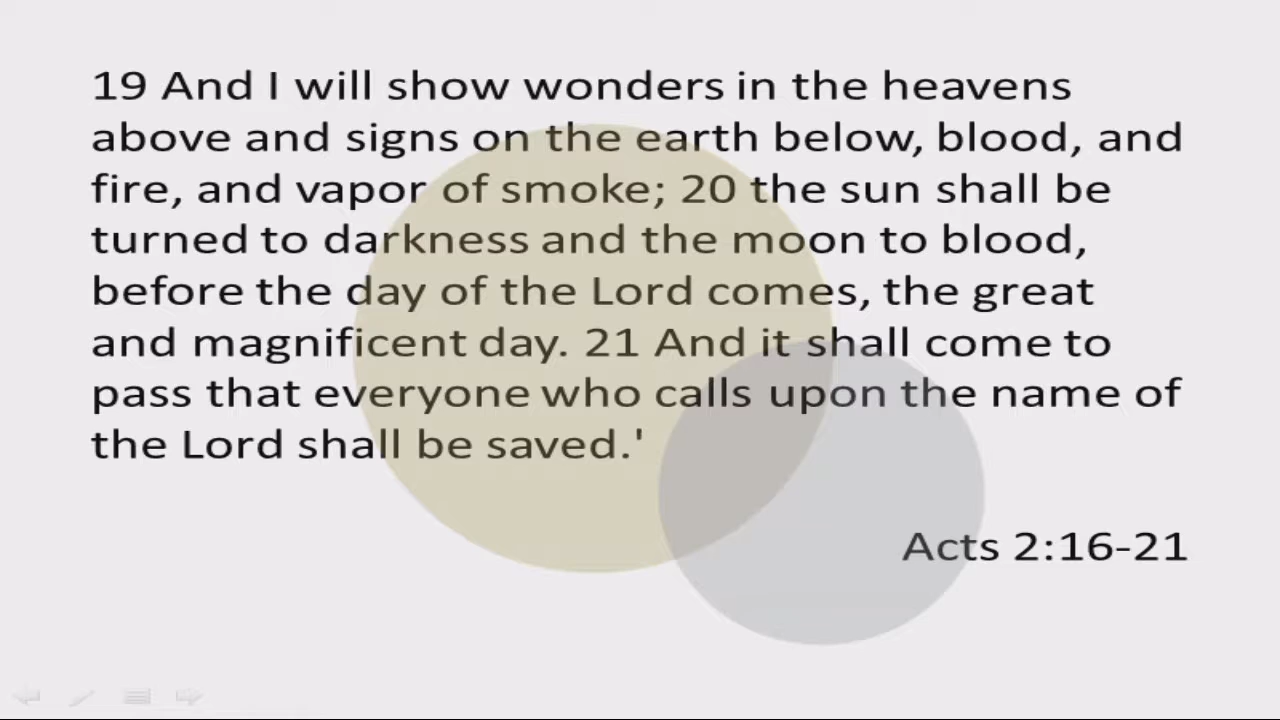 19 And I will show wonders in the heavens
above and signs on the earth below, blood, and
fire, and vapor of smoke; 20 the sun shall be
turned to darkness and the moon to blood,
before the day of the Lord comes, the great
and magnificent day. 21 And it shall come to
pass that everyone who calls upon the name of
the Lord shall be saved.'
Acts 2:16-21